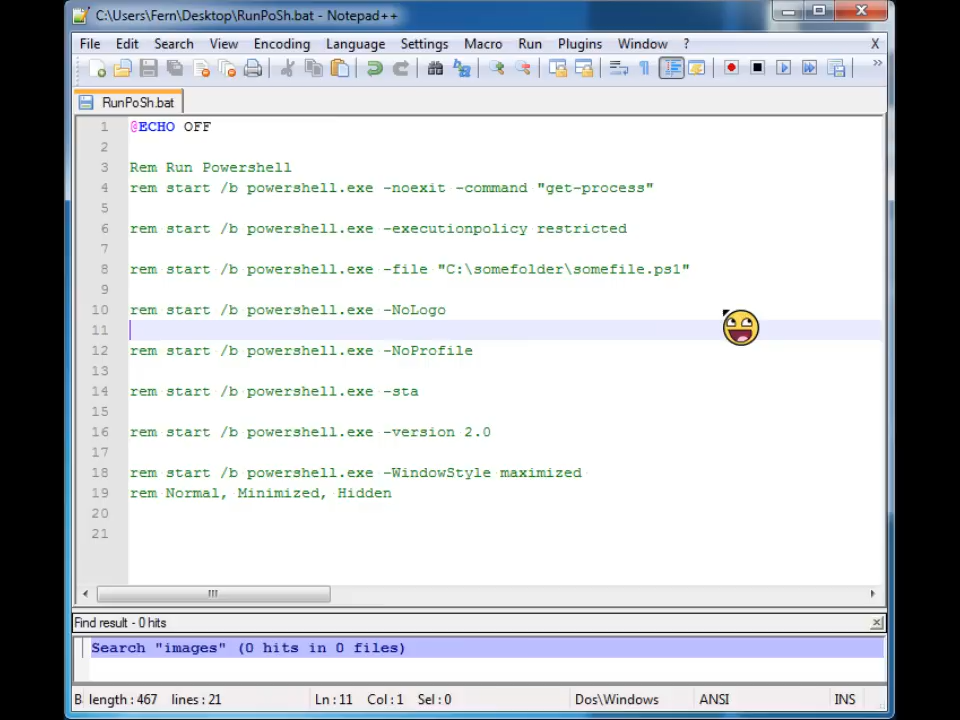 C:\Users\Fern\Desktop\RunPoSh.bat - Notepad++
File Edit Search View Encoding Language Settings Macro Run Plugins Window ? X
RunPoSh.bat
1 @ECHO OFF
2
3 Rem Run Powershell
4 rem start /b powershell.exe -noexit -command "get-process"
5
6 rem start /b powershell.exe -executionpolicy restricted
7
8 rem start /b powershell.exe -file "C:\somefolder\somefile.ps1"
9
10 rem start /b powershell.exe -NoLogo
11
12 rem start /b powershell.exe -NoProfile
13
14 rem start /b powershell.exe -sta
15
16 rem start /b powershell.exe -version 2.0
17
18 rem start /b powershell.exe -WindowStyle maximized
19 rem Normal, Minimized, Hidden
20
21
Find result - 0 hits
Search "images" (0 hits in 0 files)
B length : 467 lines : 21 Ln : 11 Col : 1 Sel : 0 Dos\Windows ANSI INS